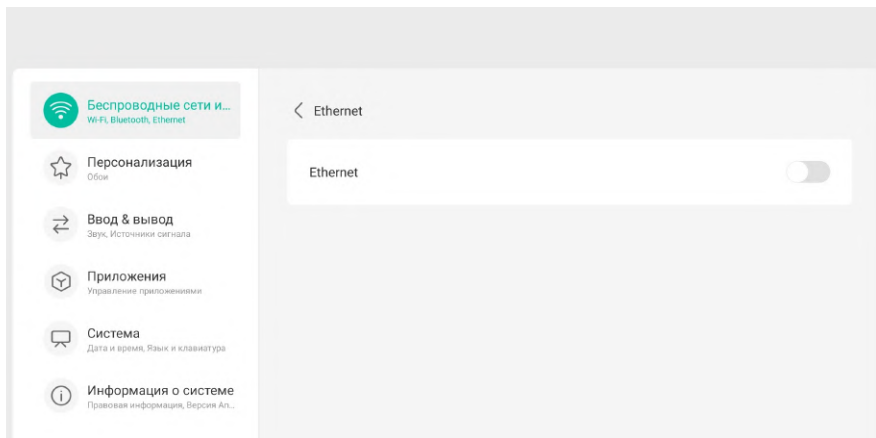 Беспроводные сети и...
Wi-Fi, Bluetooth, Ethernet
Персонализация
Обои
Ввод & вывод
Звук, Источники сигнала
Приложения
Управление приложениями
Система
Дата и время, Язык и клавиатура
Информация о системе
Правовая информация, Версия An...
Ethernet
Ethernet